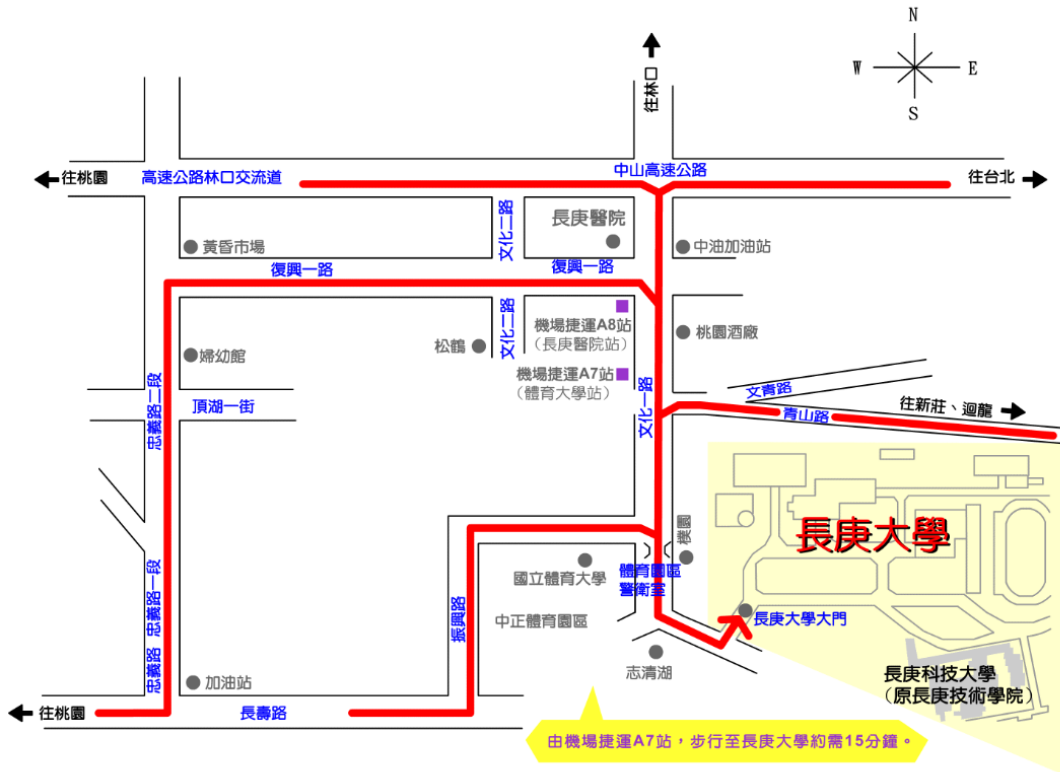 N
W
E
S
往林口
往桃園
高速公路林口交流道
中山高速公路
往台北
長庚醫院
文化二路
黃昏市場
中油加油站
復興一路
復興一路
機場捷運A8站
（長庚醫院站）
文化二路
松鶴
桃園酒廠
婦幼館
機場捷運A7站
（體育大學站）
文青路
頂湖一街
忠義路二段
文化一路
往新莊、迴龍
青山路
長庚大學
樸園
國立體育大學
體育園區
警衛室
忠義路一段
振興路
中正體育園區
長庚大學大門
忠義路
志清湖
長庚科技大學
（原長庚技術學院）
加油站
往桃園
長壽路
由機場捷運A7站，步行至長庚大學約需15分鐘。